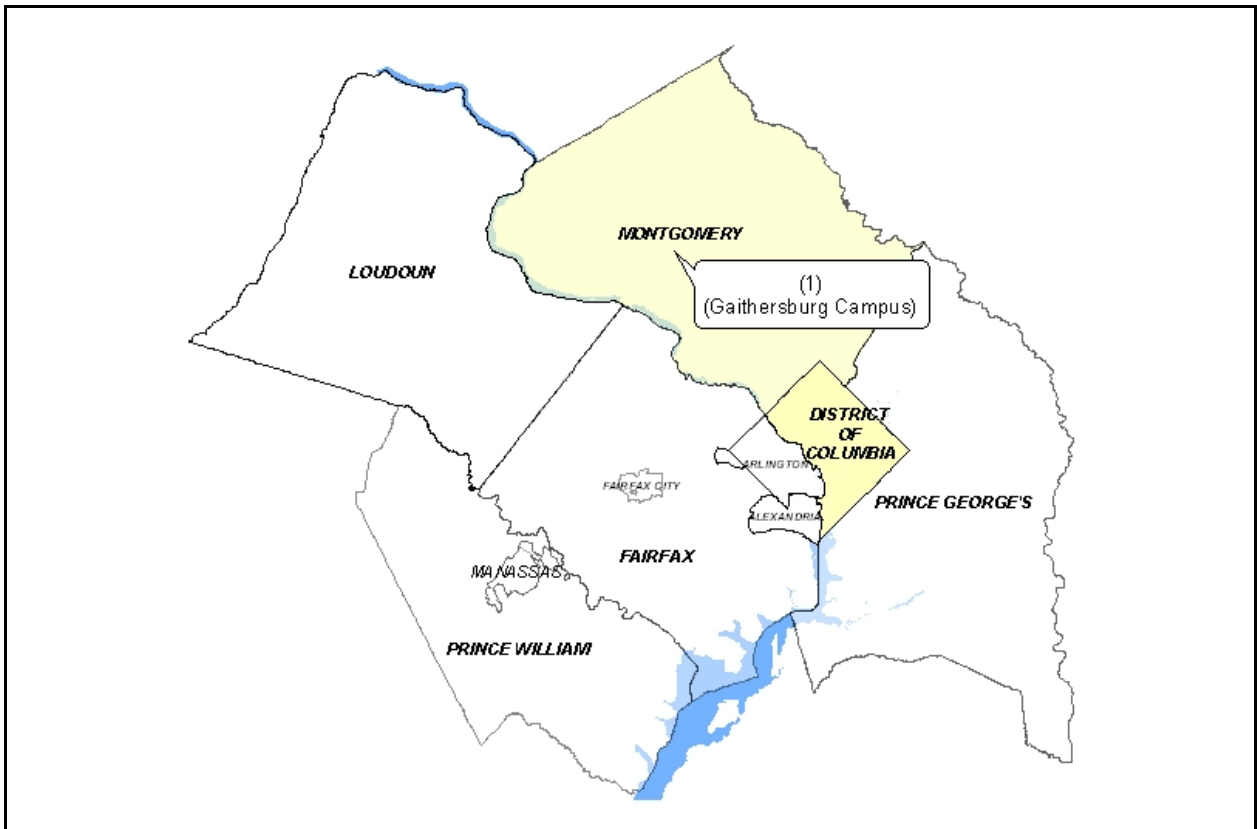 MONTGOMERY
LOUDOUN
(1)
(Gaithersburg Campus)
DISTRICT
OF
COLUMBIA
ARLINGTON
FAIRFAX CITY
PRINCE GEORGE'S
ALEXANDRIA
FAIRFAX
MANASSAS
PRINCE WILLIAM